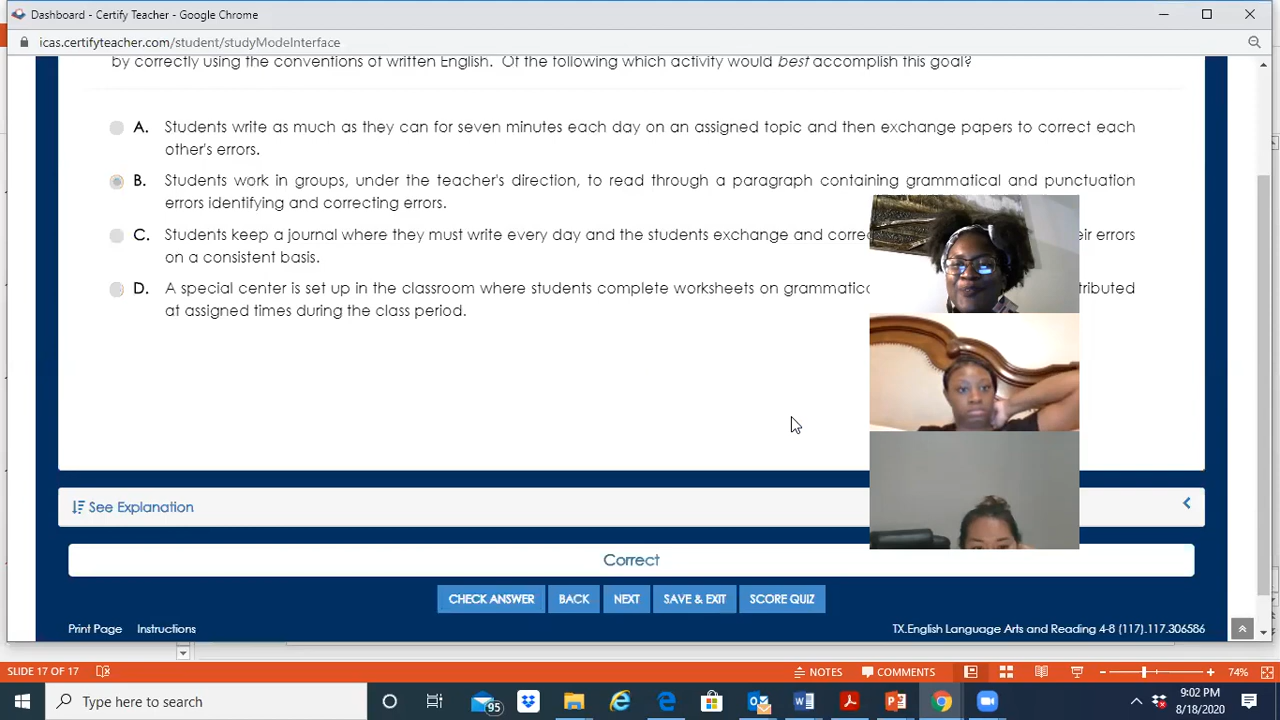 Dashboard - Certify Teacher - Google Chrome
icas.certifyteacher.com/student/studyModeInterface
by correctly using the conventions of written English. Of the following which activity would best accomplish this goal?
A. Students write as much as they can for seven minutes each day on an assigned topic and then exchange papers to correct each
other's errors.
B. Students work in groups, under the teacher's direction, to read through a paragraph containing grammatical and punctuation
errors identifying and correcting errors.
C. Students keep a journal where they must write every day and the students exchange and errors
on a consistent basis.
D. A special center is set up in the classroom where students complete worksheets on
at assigned times during the class period.
See Explanation
Correct
CHECK ANSWER BACK NEXT SAVE & EXIT SCORE QUIZ
Print Page Instructions TX.English Language Arts and Reading 4-8 (117).117.306586
SLIDE 17 OF 17 NOTES COMMENTS 74%
Type here to search 95 9:02 PM
8/18/2020